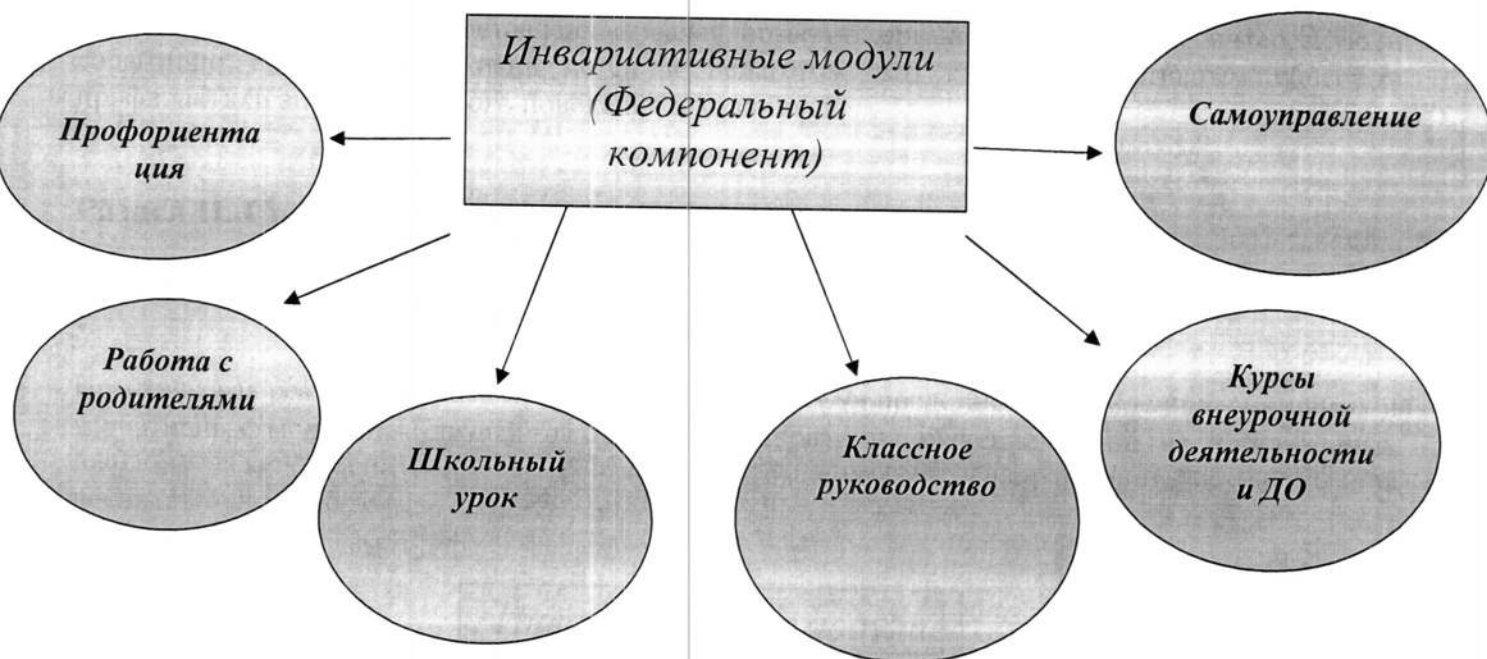 Инвариативные модули
(Федеральный
компонент)
Профориента
ция
Самоуправление
Работа с
родителями
Школьный
урок
Классное
руководство
Курсы
внеурочной
деятельности
и ДО